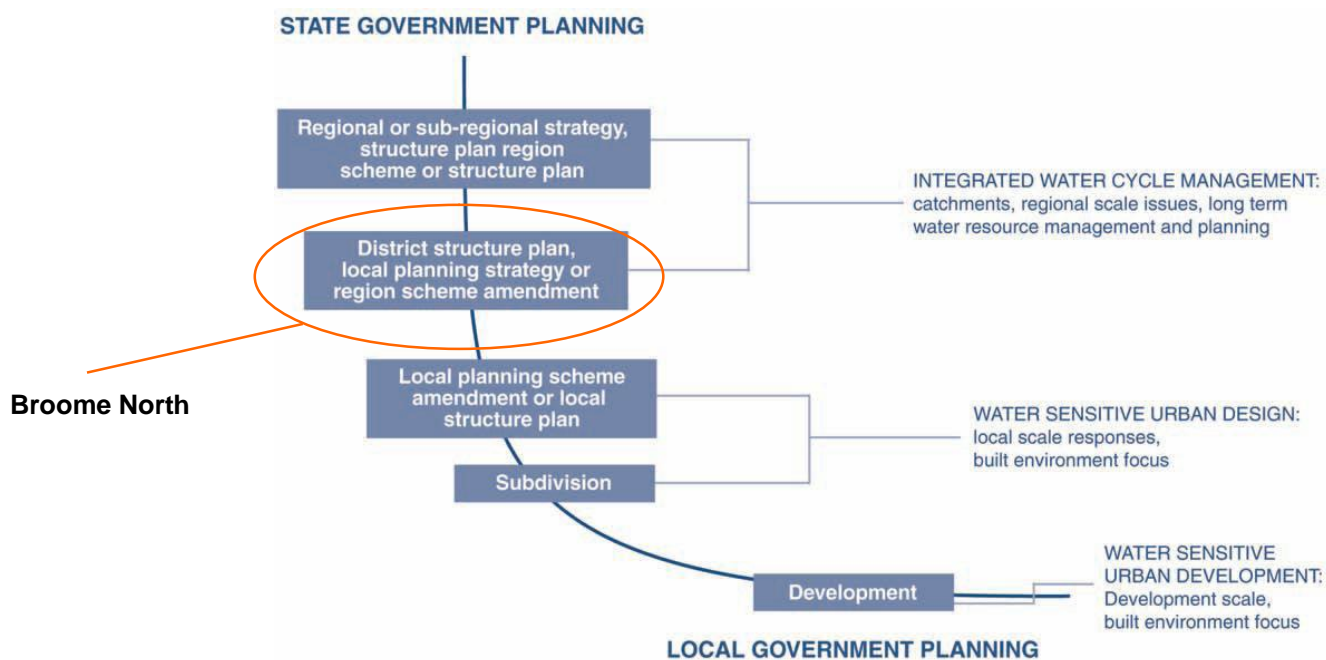 STATE GOVERNMENT PLANNING
Regional or sub-regional strategy,
structure plan region
scheme or structure plan
INTEGRATED WATER CYCLE MANAGEMENT:
catchments, regional scale issues, long term
water resource management and planning
District structure plan,
local planning strategy or
region scheme amendment
Broome North
Local planning scheme
amendment or local
structure plan
WATER SENSITIVE URBAN DESIGN:
local scale responses,
built environment focus
Subdivision
WATER SENSITIVE
URBAN DEVELOPMENT:
Development scale,
built environment focus
Development
LOCAL GOVERNMENT PLANNING